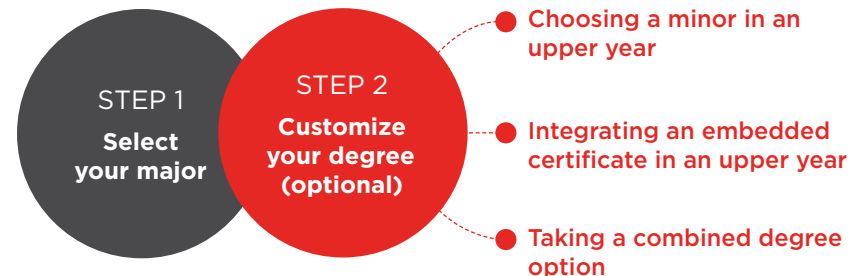 STEP 1
Select
your major
STEP 2
Customize
your degree
(optional)
Choosing a minor in an
upper year
Integrating an embedded
certificate in an upper year
Taking a combined degree
option